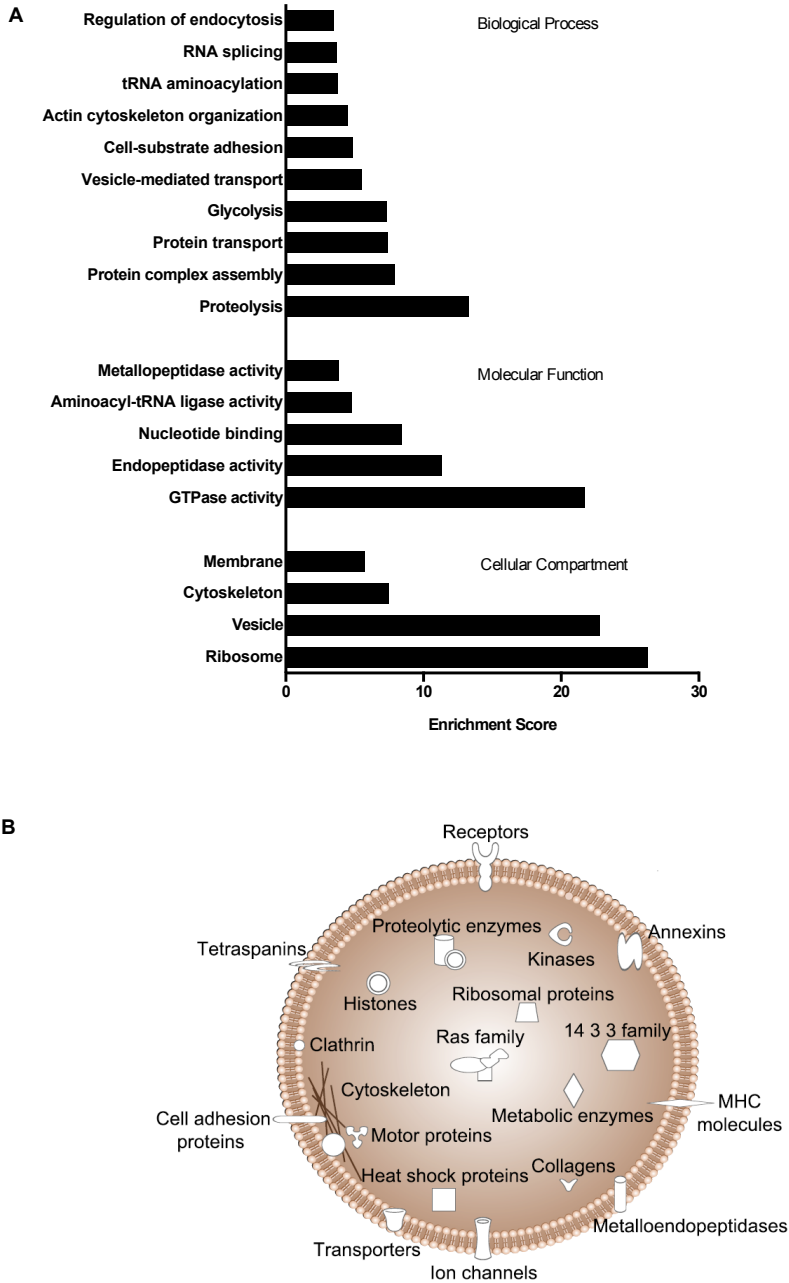 A
Regulation of endocytosis
Biological Process
RNA splicing
tRNA aminoacylation
Actin cytoskeleton organization
Cell-substrate adhesion
Vesicle-mediated transport
Glycolysis
Protein transport
Protein complex assembly
Proteolysis
Metallopeptidase activity
Molecular Function
Aminoacyl-tRNA ligase activity
Nucleotide binding
Endopeptidase activity
GTPase activity
Membrane
Cellular Compartment
Cytoskeleton
Vesicle
Ribosome
0 10 20 30
Enrichment Score
B
Receptors
Proteolytic enzymes
Annexins
Tetraspanins
Kinases
Histones
Ribosomal proteins
14 3 3 family
Ras family
Clathrin
Cytoskeleton
Metabolic enzymes
MHC
molecules
Cell adhesion
proteins
Motor proteins
Heat shock proteins
Collagens
Metalloendopeptidases
Transporters
Ion channels